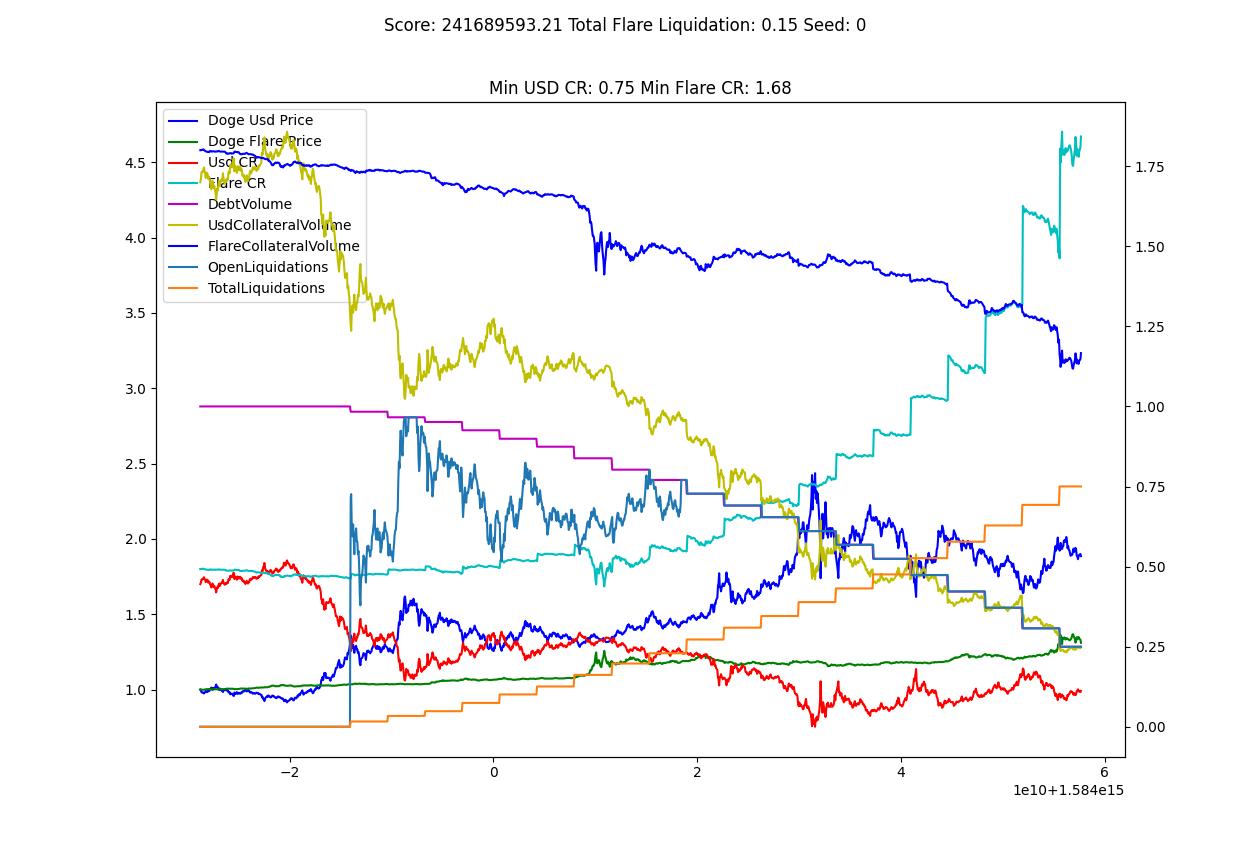 Score: 241689593.21 Total Flare Liquidation: 0.15 Seed: 0
Min USD CR: 0.75 Min Flare CR: 1.68
Doge Usd Price
Doge Flare Price
Usd CR
Flare CR
DebtVolume
UsdCollateralVolume
FlareCollateralVolume
OpenLiquidations
TotalLiquidations
4.5
4.0
3.5
3.0
2.5
2.0
1.5
1.0
1.75
1.50
1.25
1.00
0.75
0.50
0.25
0.00
−2 0 2 4 6
1e10+1.584e15